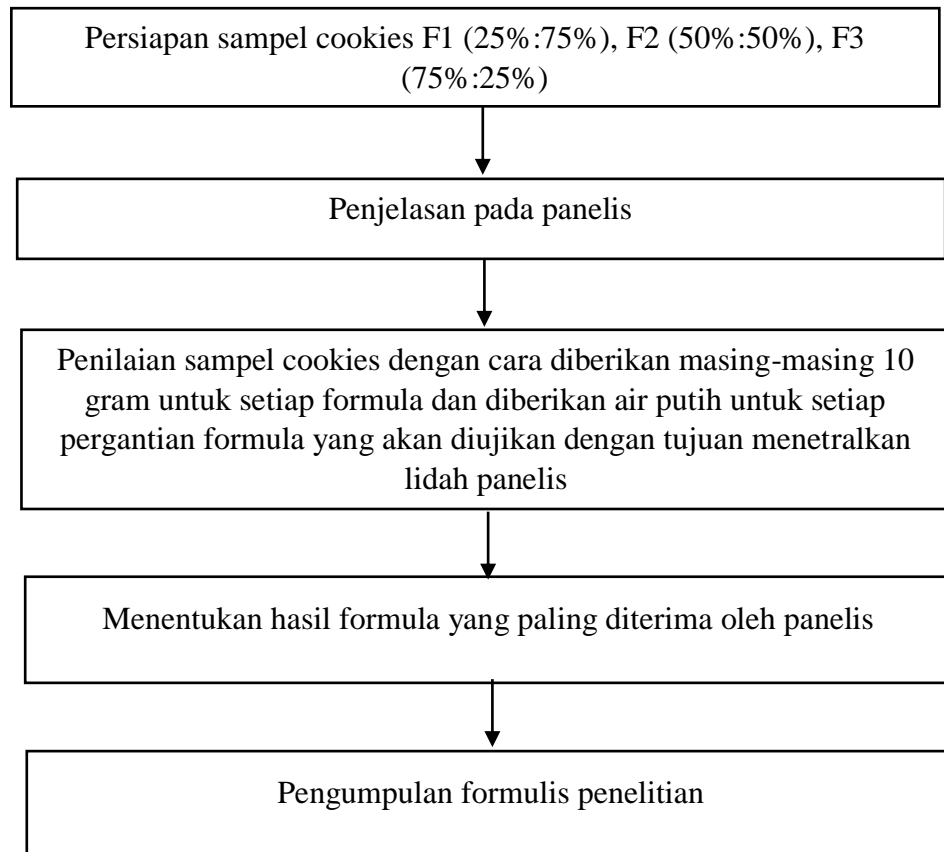 Persiapan sampel cookies F1 (25%:75%), F2 (50%:50%), F3
(75%:25%)
Penjelasan pada panelis
Penilaian sampel cookies dengan cara diberikan masing-masing 10
gram untuk setiap formula dan diberikan air putih untuk setiap
pergantian formula yang akan diujikan dengan tujuan menetralkan
lidah panelis
Menentukan hasil formula yang paling diterima oleh panelis
Pengumpulan formulis penelitian